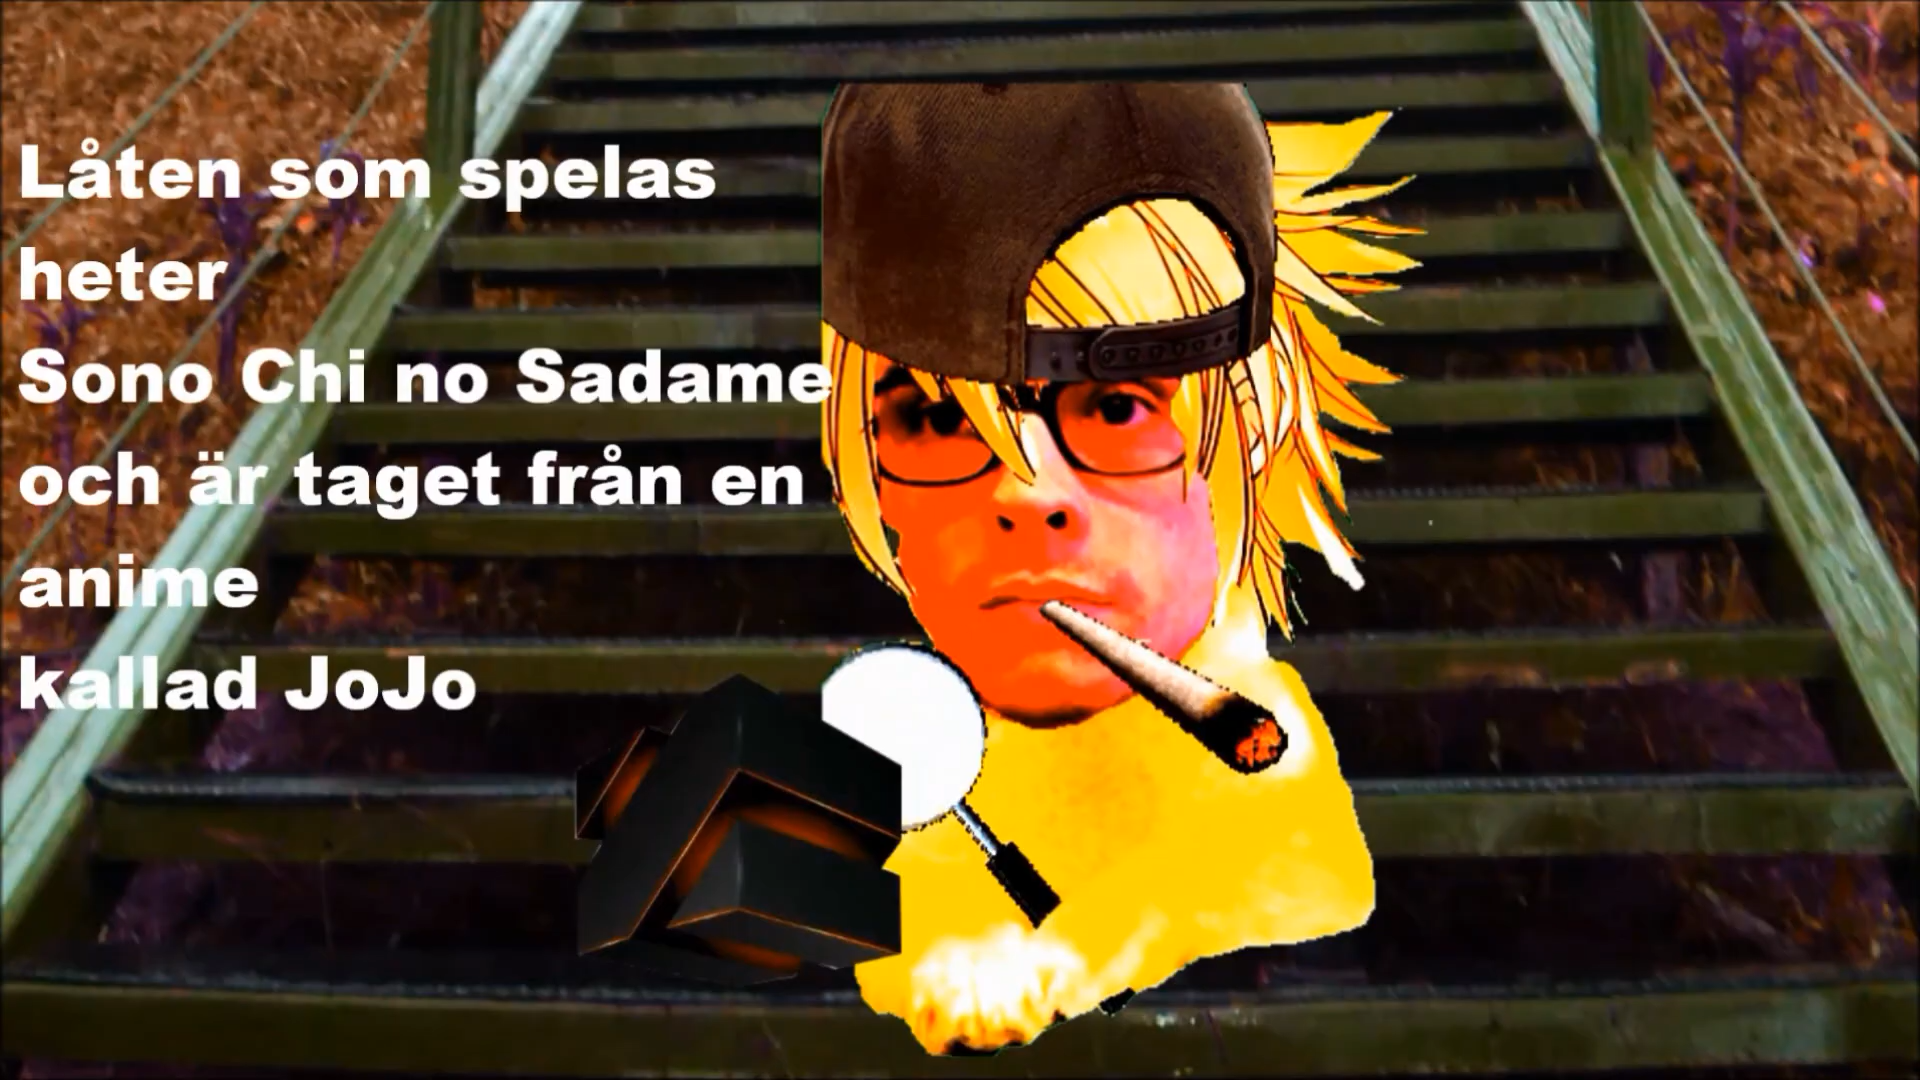 Låten som spelas
heter
Sono Chi no Sadame
och är taget från en
anime
kallad JoJo